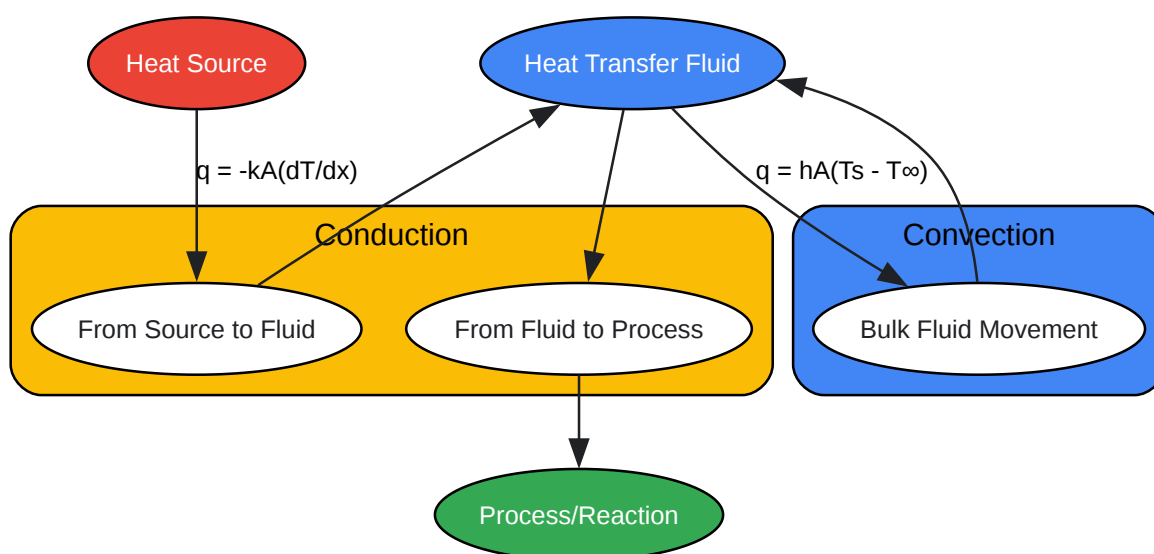 Heat Source
Heat Transfer Fluid
q = -kA(dT/dx)
q = hA(Ts - T∞)
Conduction
Convection
From Source to Fluid
From Fluid to Process
Bulk Fluid Movement
Process/Reaction